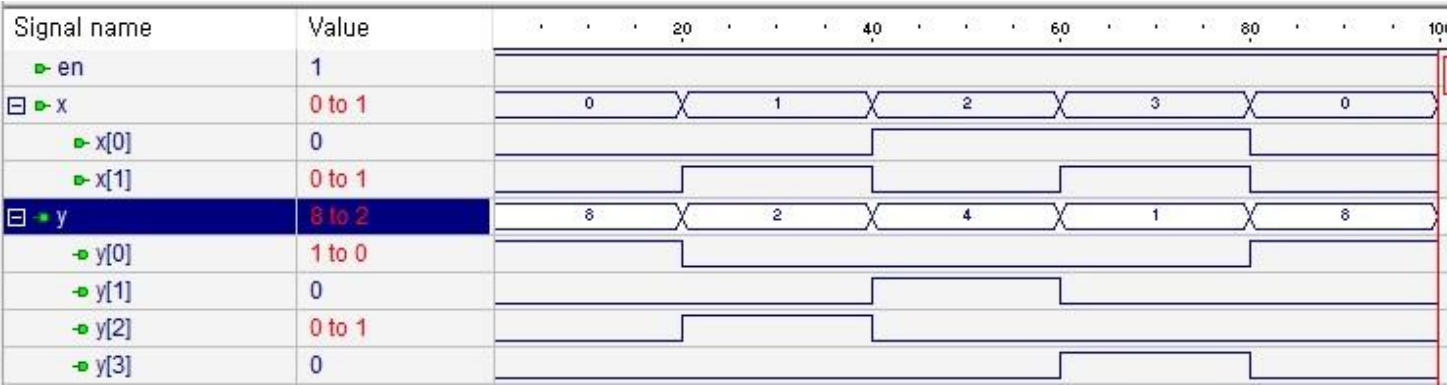 Signal name Value 20 40 60 80 100
en 1
x 0 to 1 0 1 2 3 0
x[0] 0
x[1] 0 to 1
y 8 to 2 8 2 4 1 8
y[0] 1 to 0
y[1] 0
y[2] 0 to 1
y[3] 0